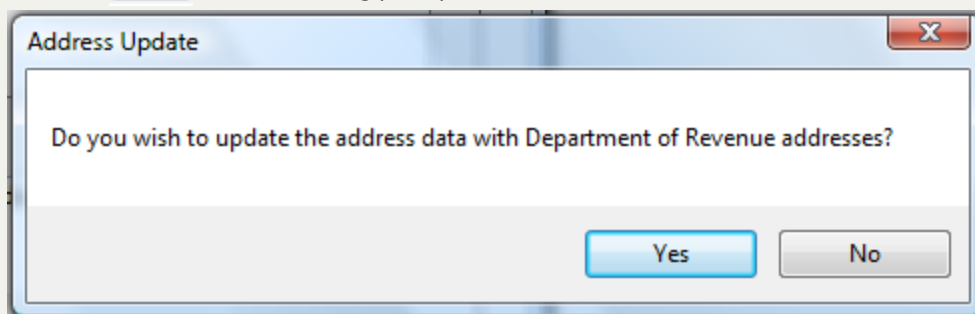 Address Update
Do you wish to update the address data with Department of Revenue addresses?
Yes No